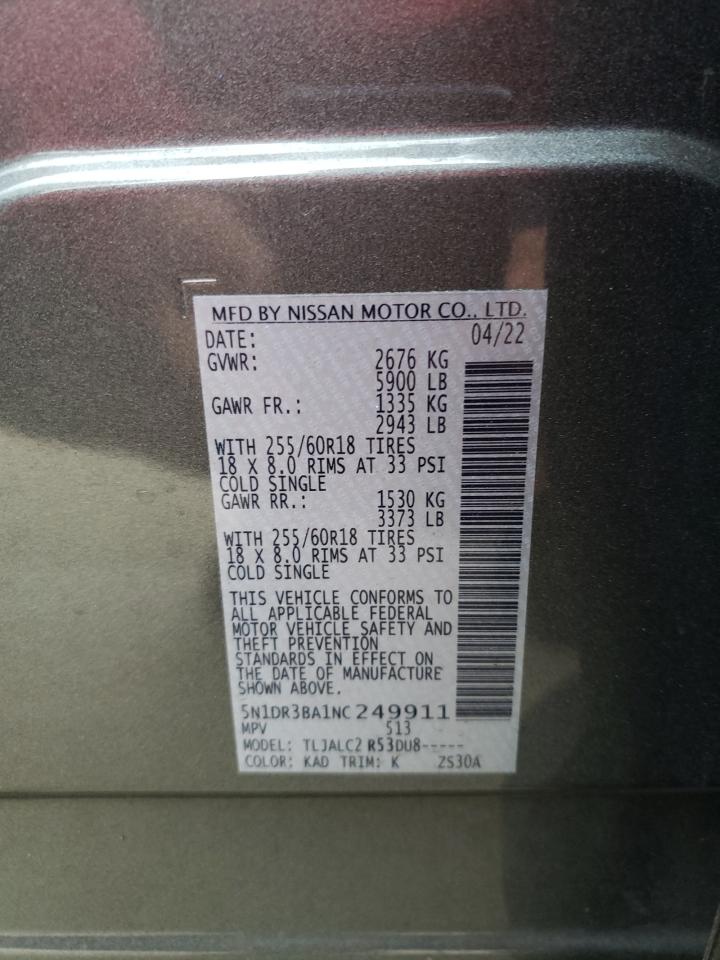 MFD BY NISSAN MOTOR CO., LTD.
DATE: 04/22
GVWR: 2676 KG
5900 LB
GAWR FR.: 1335 KG
2943 LB
WITH 255/60R18 TIRES
18 X 8.0 RIMS AT 33 PSI
COLD SINGLE
GAWR RR.: 1530 KG
3373 LB
WITH 255/60R18 TIRES
18 X 8.0 RIMS AT 33 PSI
COLD SINGLE
THIS VEHICLE CONFORMS TO
ALL APPLICABLE FEDERAL
MOTOR VEHICLE SAFETY AND
THEFT PREVENTION
STANDARDS IN EFFECT ON
THE DATE OF MANUFACTURE
SHOWN ABOVE.
5N1DR3BA1NC249911
MPV 513
MODEL: TLJALC2 R53DU8-----
COLOR: KAD TRIM: K ZS30A